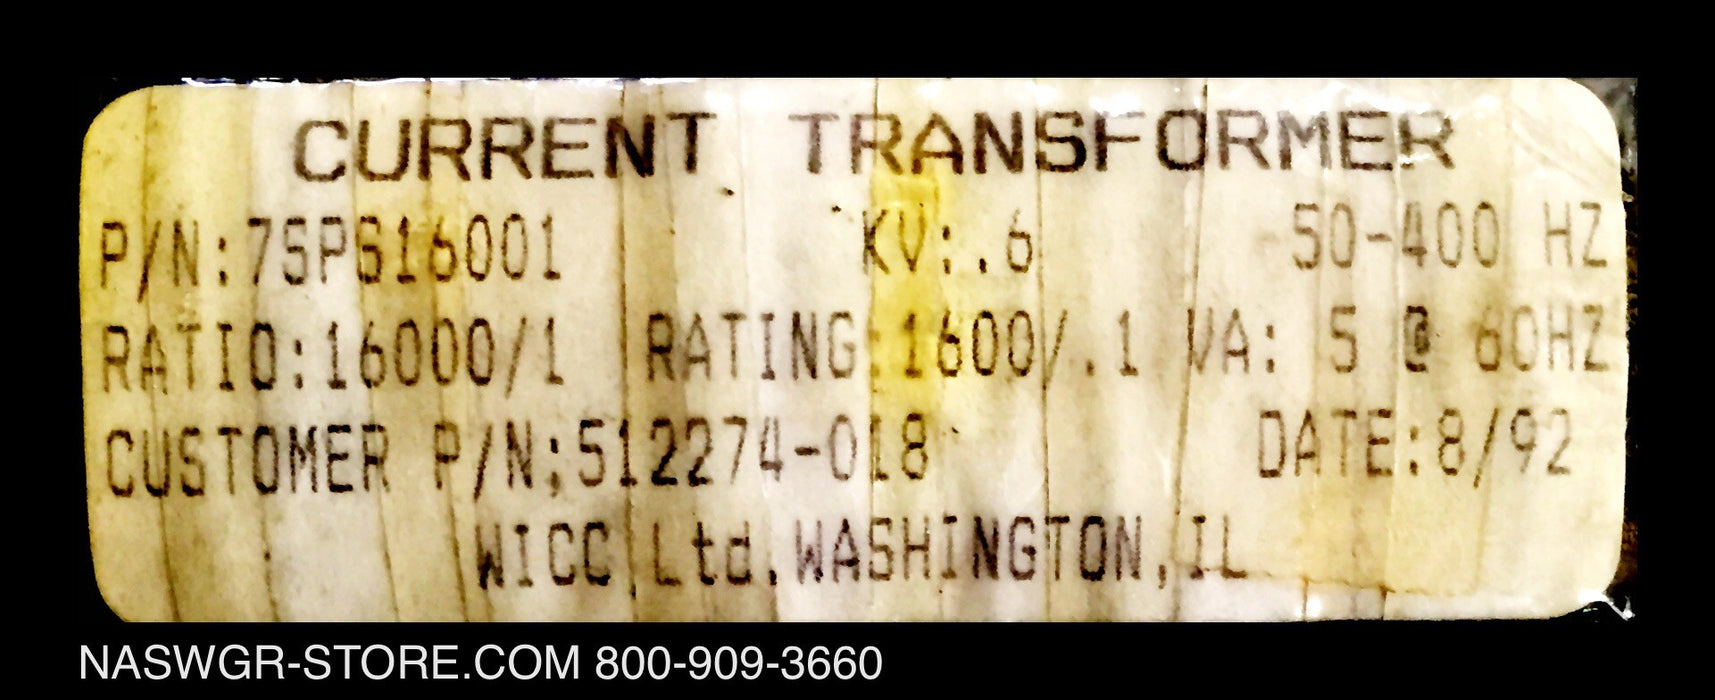 CURRENT TRANSFORMER
P/N:7SPS16001 KV:.6 50-400 HZ
RATIO:16000/1 RATING:1600/.1 VA: 5 @ 60HZ
CUSTOMER P/N;512274-018 DATE:8/92
WICC Ltd.WASHINGTON,IL
NASWGR-STORE.COM 800-909-3660